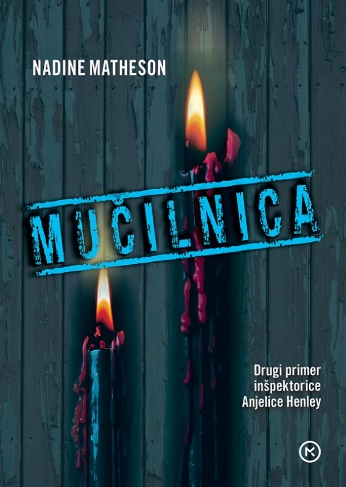 NADINE MATHESON
MUČILNICA
Drugi primer
inšpektorice
Anjelice Henley